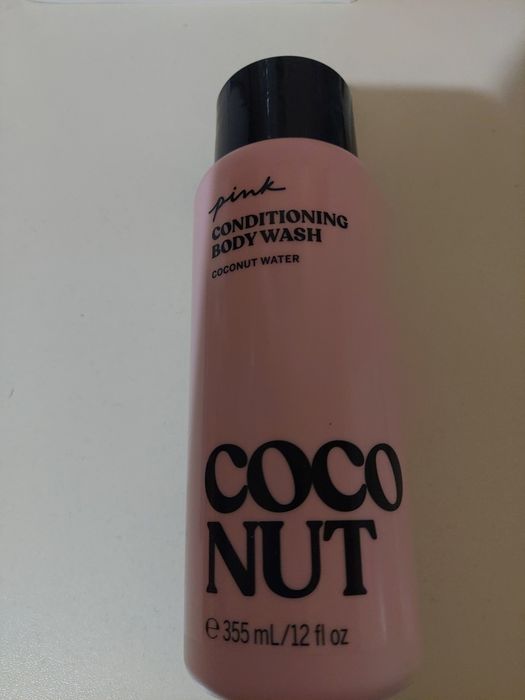 pink
CONDITIONING
BODY WASH
COCONUT WATER
COCO
NUT
℮ 355 mL/12 fl oz